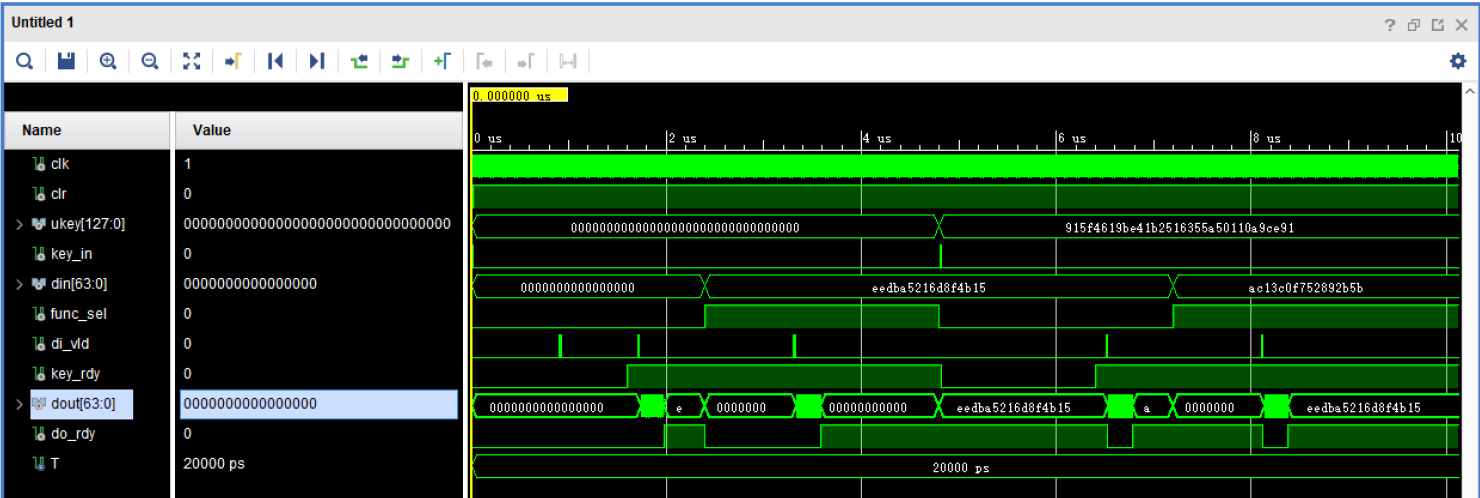 Untitled 1
0.000000 us
Name Value
0 us 2 us 4 us 6 us 8 us 10
clk 1
clr 0
ukey[127:0] 00000000000000000000000000000000 00000000000000000000000000000000 915f4619be41b2516355a50110a9ce91
key_in 0
din[63:0] 0000000000000000 0000000000000000 eedba5216d8f4b15 ac13c0f752892b5b
func_sel 0
di_vld 0
key_rdy 0
dout[63:0] 0000000000000000 0000000000000000 e 0000000 00000000000 eedba5216d8f4b15 a 0000000 eedba5216d8f4b15
do_rdy 0
T 20000 ps 20000 ps